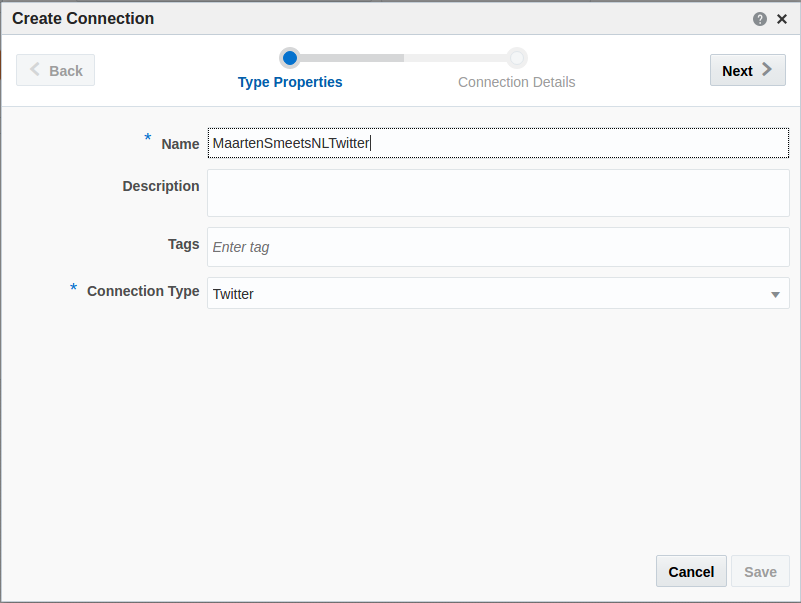 Create Connection
Back
Type Properties
Connection Details
Next
* Name MaartenSmeetsNLTwitter
Description
Tags Enter tag
* Connection Type Twitter
Cancel Save